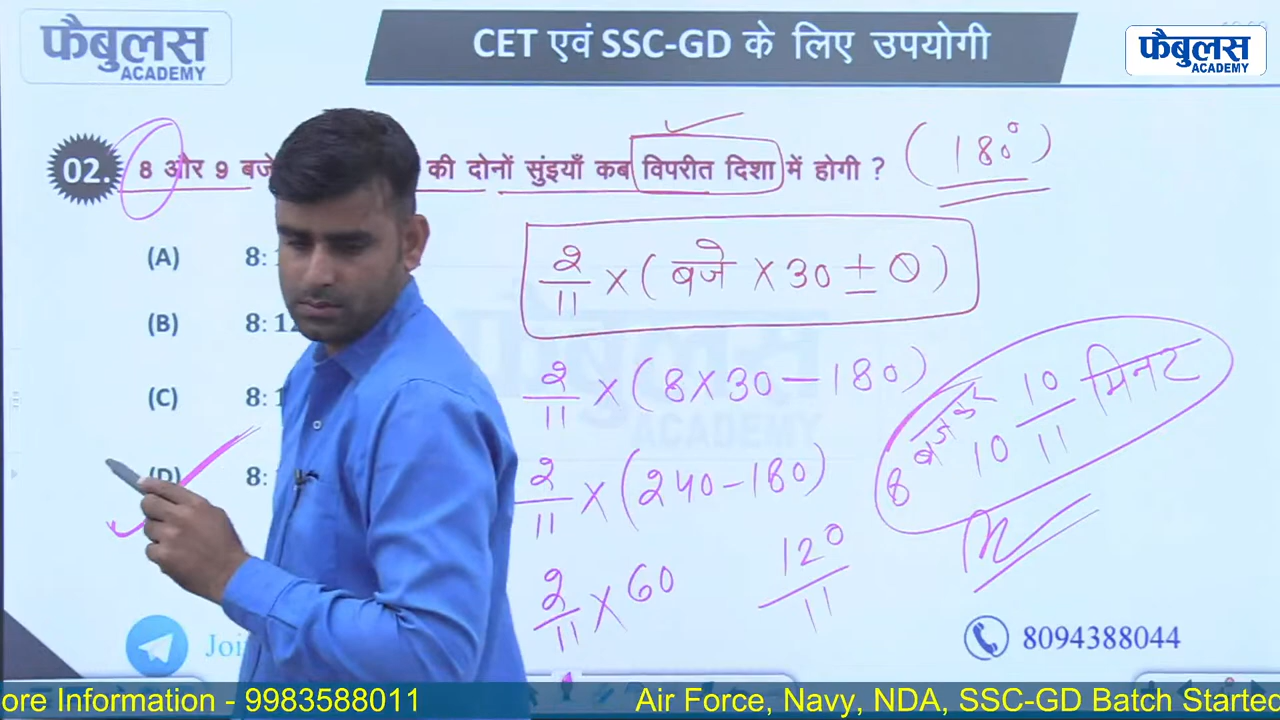 फैबुलस
ACADEMY
CET एवं SSC-GD के लिए उपयोगी
फैबुलस
ACADEMY
02. 8 और 9 बजे की दोनों सुंइयाँ कब विपरीत दिशा में होगी ? (180°)
(A) 8:
(B) 8: 12
(C) 8: 1
(D) 8:
2/11 × ( बजे × 30 ± θ )
2/11 × (8×30 – 180)
2/11 × (240-180)
2/11 × 60
120/11
8 बजकर 10 10/11 मिनट
8094388044
ore Information - 9983588011
Air Force, Navy, NDA, SSC-GD Batch Started